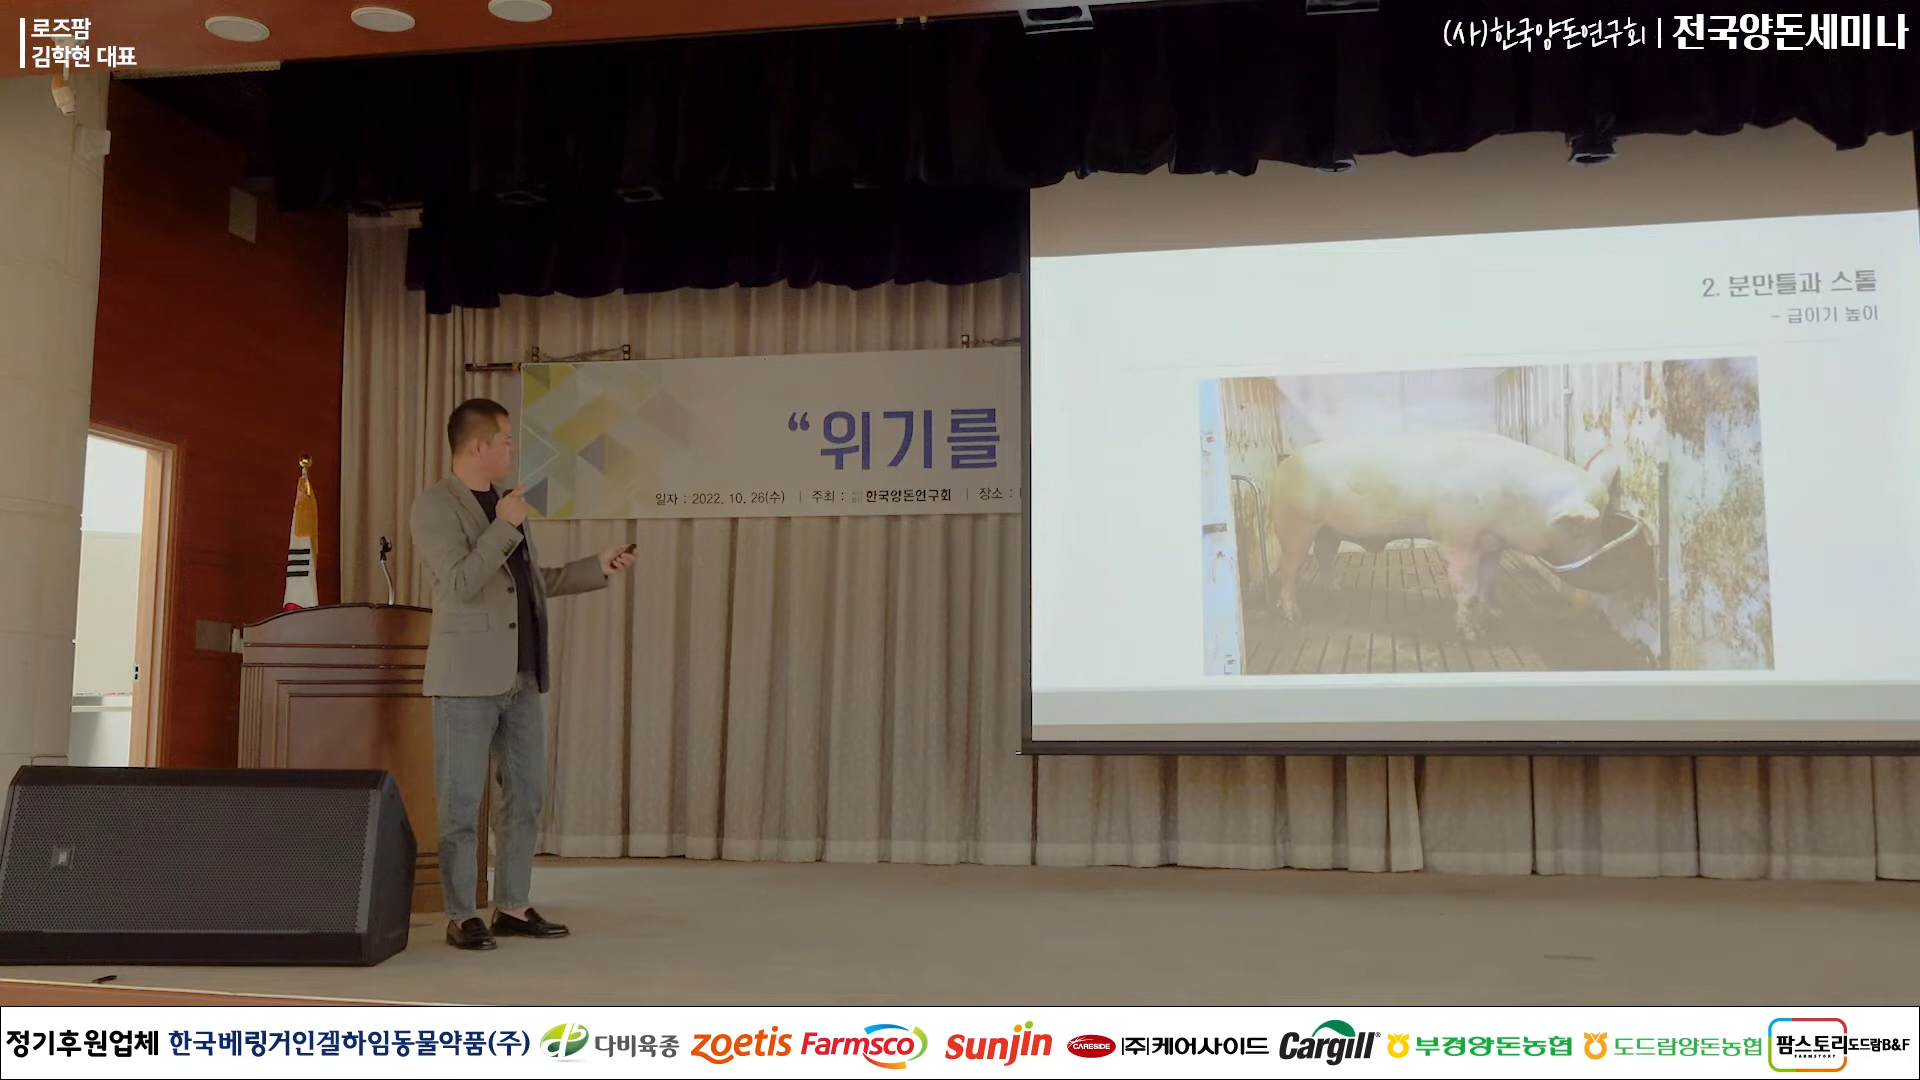 로즈팜
김학현 대표
(사)한국양돈연구회 | 전국양돈세미나
2. 분만틀과 스톨
- 급이기 높이
“위기를
일자 : 2022. 10. 26(수) | 주최 : 한국양돈연구회 | 장소 :
정기후원업체 한국베링거인겔하임동물약품(주) 다비육종 zoetis Farmsco sunjin CARESIDE (주)케어사이드 Cargill 부경양돈농협 도드람양돈농협 팜스토리 FARMSTORY 도드람B&F